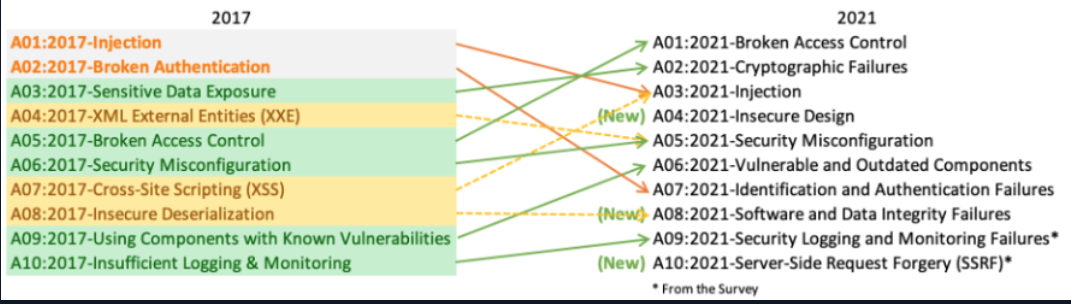 2017 2021
A01:2017-Injection A01:2021-Broken Access Control
A02:2017-Broken Authentication A02:2021-Cryptographic Failures
A03:2017-Sensitive Data Exposure A03:2021-Injection
A04:2017-XML External Entities (XXE) (New) A04:2021-Insecure Design
A05:2017-Broken Access Control A05:2021-Security Misconfiguration
A06:2017-Security Misconfiguration A06:2021-Vulnerable and Outdated Components
A07:2017-Cross-Site Scripting (XSS) A07:2021-Identification and Authentication Failures
A08:2017-Insecure Deserialization (New) A08:2021-Software and Data Integrity Failures
A09:2017-Using Components with Known Vulnerabilities A09:2021-Security Logging and Monitoring Failures*
A10:2017-Insufficient Logging & Monitoring (New) A10:2021-Server-Side Request Forgery (SSRF)*
* From the Survey